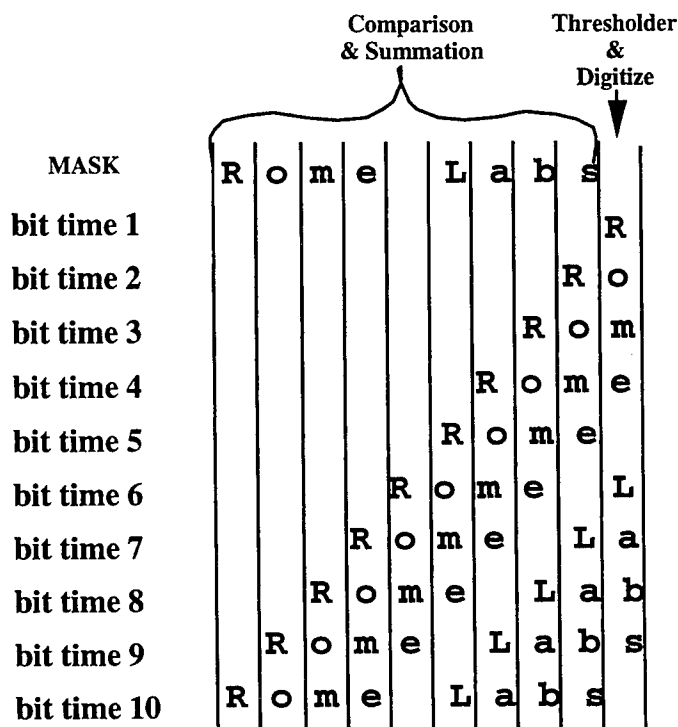 Comparison
& Summation
Thresholder
&
Digitize
MASK R o m e L a b s
bit time 1 R
bit time 2 R o
bit time 3 R o m
bit time 4 R o m e
bit time 5 R o m e
bit time 6 R o m e L
bit time 7 R o m e L a
bit time 8 R o m e L a b
bit time 9 R o m e L a b s
bit time 10 R o m e L a b s